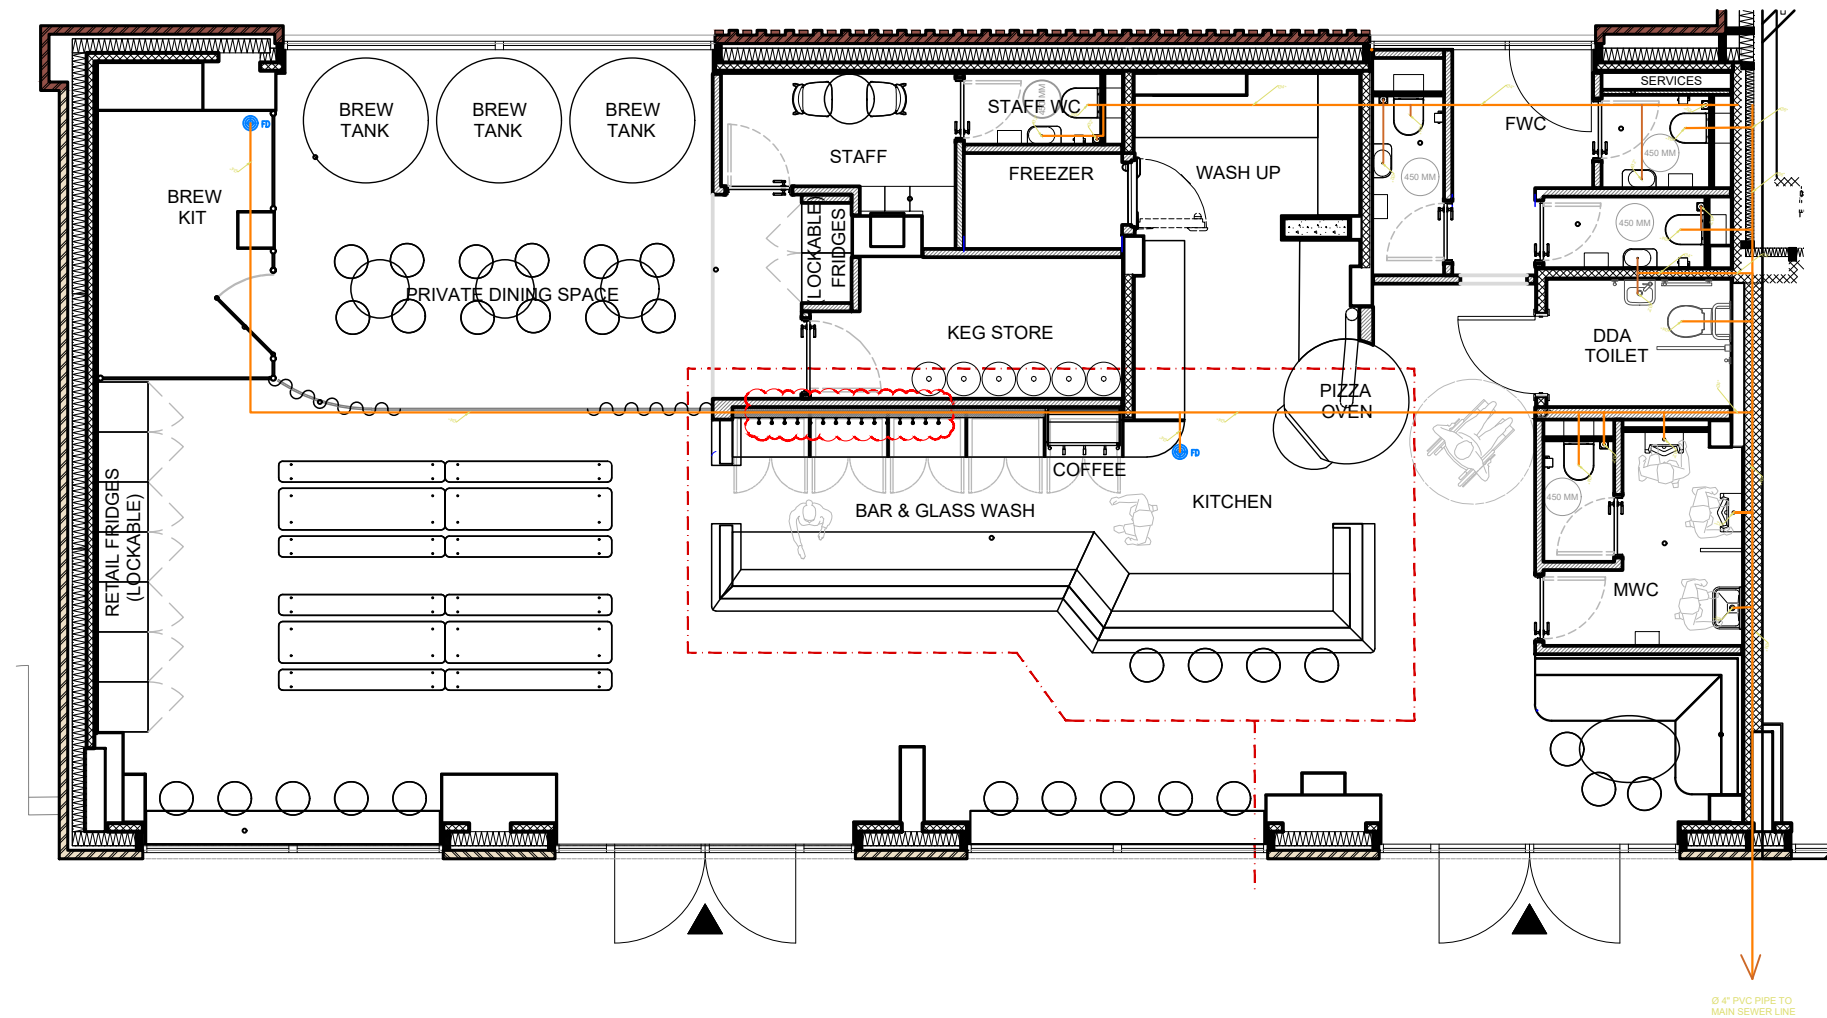 SERVICES
BREW
TANK
BREW
TANK
BREW
TANK
STAFF WC
FWC
FD
STAFF
FREEZER
WASH UP
450 MM
450 MM
BREW
KIT
(LOCKABLE)
FRIDGES
450 MM
PRIVATE DINING SPACE
KEG STORE
DDA
TOILET
PIZZA
OVEN
COFFEE
FD
RETAIL FRIDGES
(LOCKABLE)
BAR & GLASS WASH
KITCHEN
450 MM
MWC
Ø 4" PVC PIPE TO
MAIN SEWER LINE